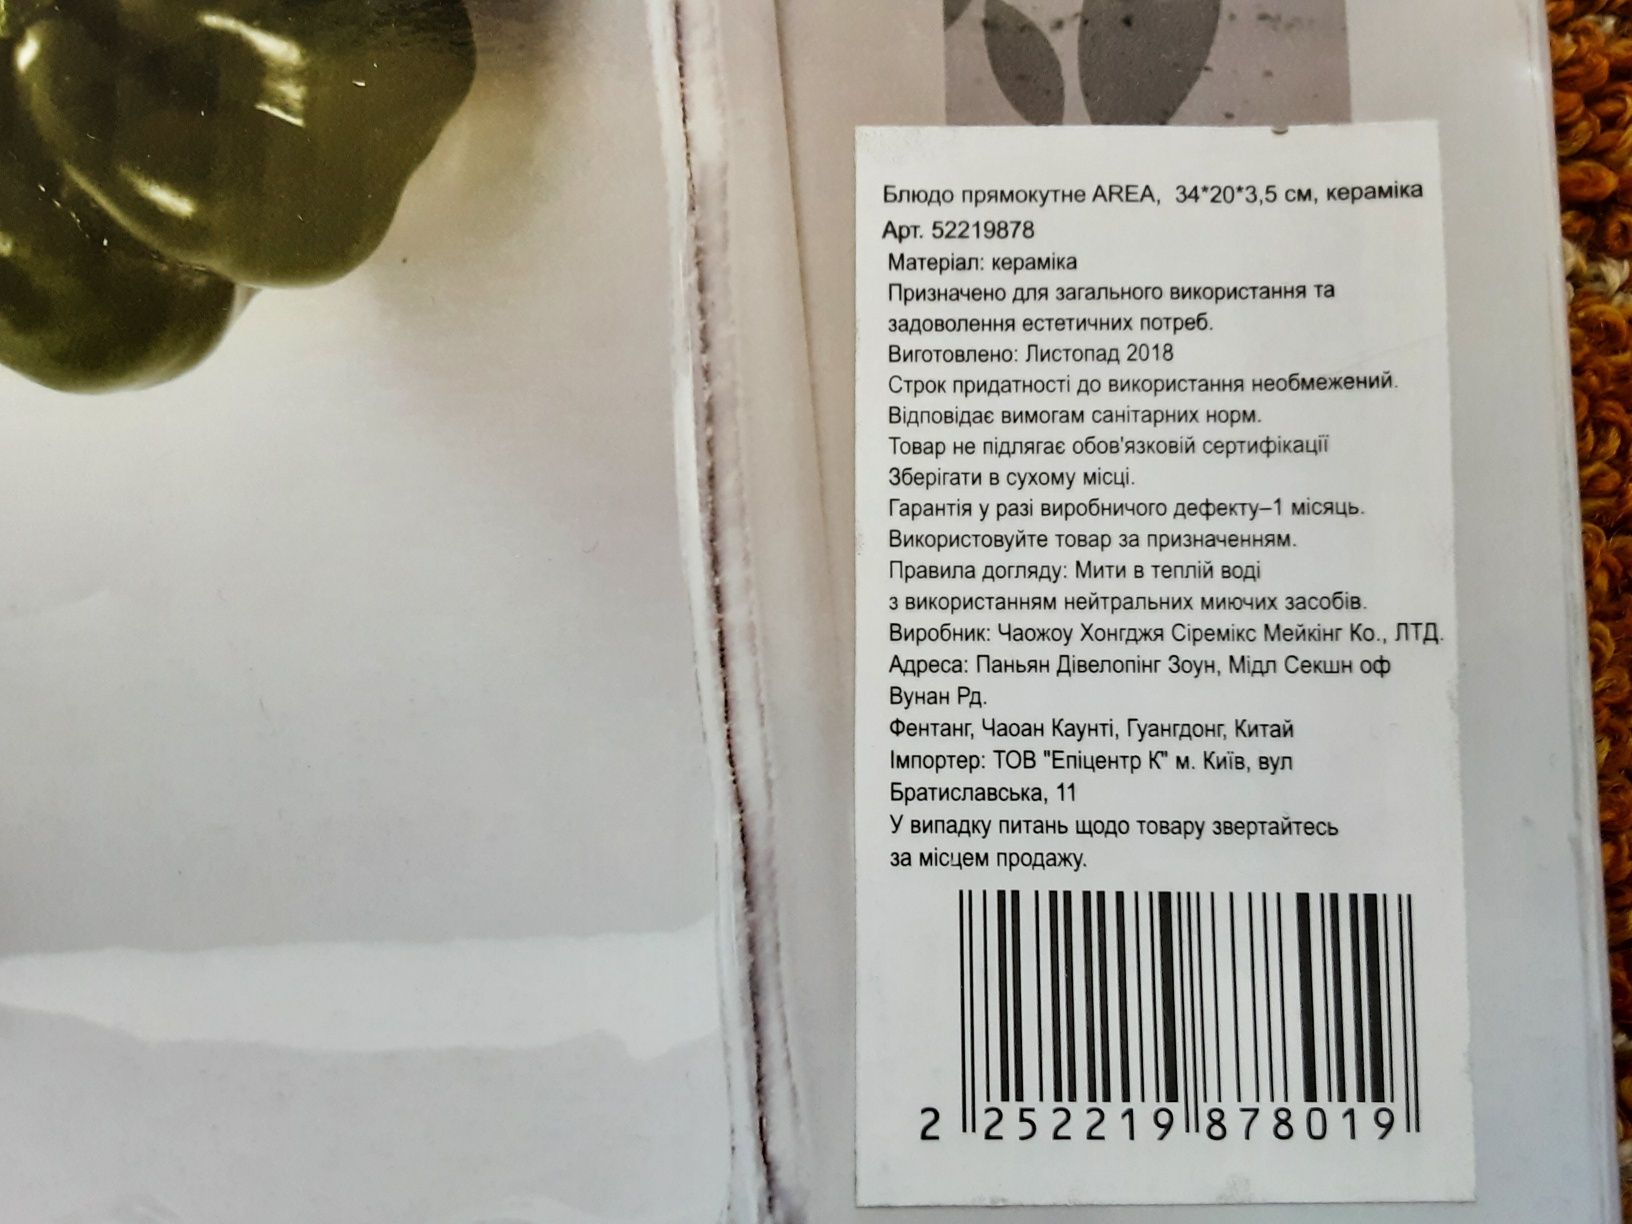 Блюдо прямокутне AREA, 34*20*3,5 см, кераміка
Арт. 52219878
Матеріал: кераміка
Призначено для загального використання та
задоволення естетичних потреб.
Виготовлено: Листопад 2018
Строк придатності до використання необмежений.
Відповідає вимогам санітарних норм.
Товар не підлягає обов'язковій сертифікації
Зберігати в сухому місці.
Гарантія у разі виробничого дефекту–1 місяць.
Використовуйте товар за призначенням.
Правила догляду: Мити в теплій воді
з використанням нейтральних миючих засобів.
Виробник: Чаожоу Хонгджя Сіремікс Мейкінг Ко., ЛТД.
Адреса: Паньян Дівелопінг Зоун, Мідл Секшн оф
Вунан Рд.
Фентанг, Чаоан Каунті, Гуангдонг, Китай
Імпортер: ТОВ "Епіцентр К" м. Київ, вул
Братиславська, 11
У випадку питань щодо товару звертайтесь
за місцем продажу.
2 252219 878019